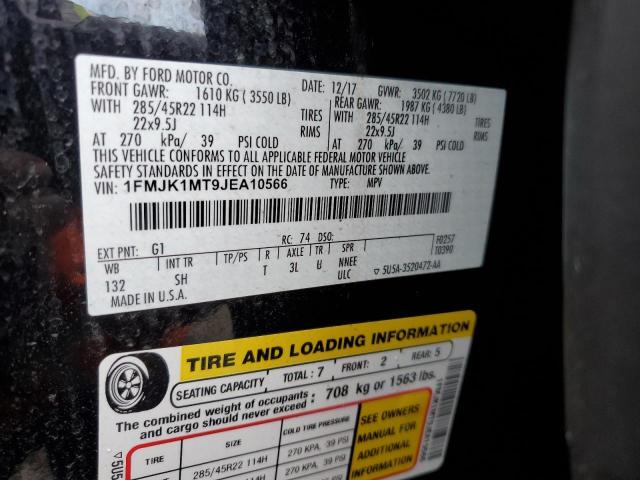 MFD. BY FORD MOTOR CO.
DATE: 12/17 GVWR: 3502 KG (7720 LB)
FRONT GAWR: 1610 KG (3550 LB) REAR GAWR: 1987 KG (4380 LB)
WITH 285/45R22 114H TIRES WITH 285/45R22 114H TIRES
22x9.5J RIMS 22x9.5J RIMS
AT 270 kPa/ 39 PSI COLD AT 270 kPa/ 39 PSI COLD
THIS VEHICLE CONFORMS TO ALL APPLICABLE FEDERAL MOTOR VEHICLE
SAFETY STANDARDS IN EFFECT ON THE DATE OF MANUFACTURE SHOWN ABOVE.
VIN: 1FMJK1MT9JEA10566 TYPE: MPV
EXT PNT: G1 RC: 74 DSO: F0257
T0390
WB INT TR TP/PS R AXLE TR SPR
132 SH T 3L U NNEE
ULC ▽5U5A-3520472-AA
MADE IN U.S.A.
TIRE AND LOADING INFORMATION
SEATING CAPACITY TOTAL: 7 FRONT: 2 REAR: 5
The combined weight of occupants and cargo should never exceed: 708 kg or 1563 lbs.
TIRE SIZE COLD TIRE PRESSURE
285/45R22 114H 270 KPA, 39 PSI
285/45R22 114H 270 KPA, 39 PSI
SEE OWNERS
MANUAL FOR
ADDITIONAL
INFORMATION